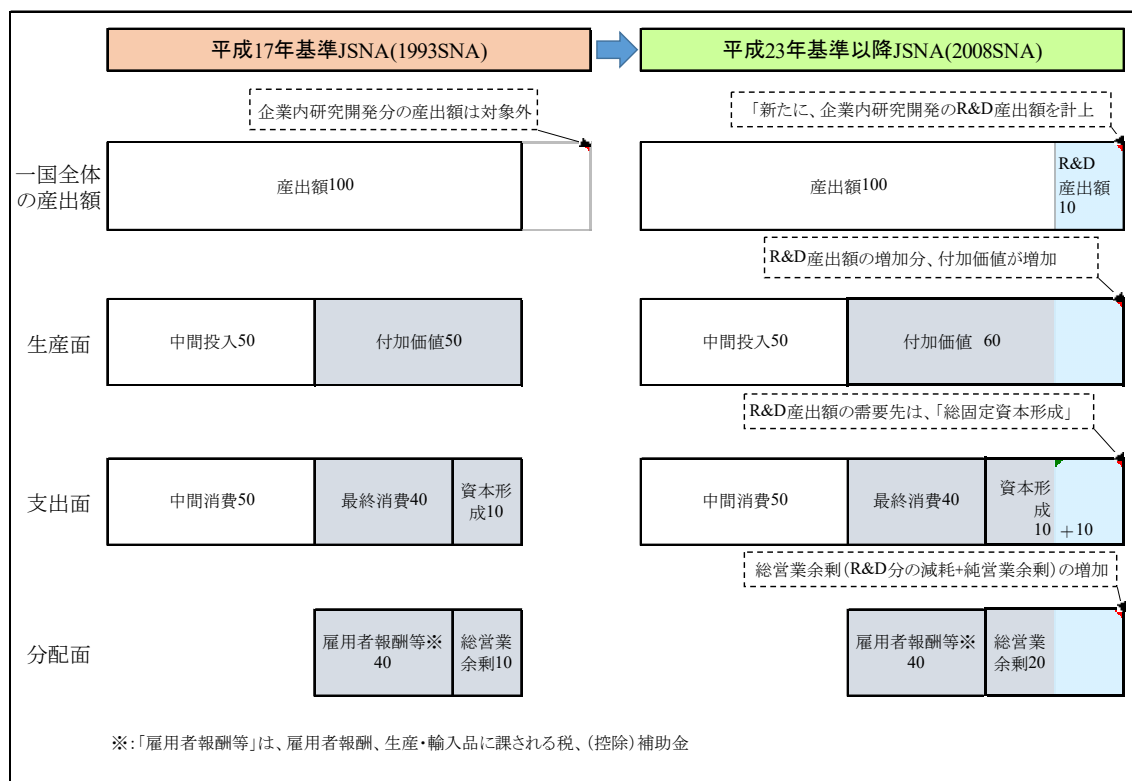 平成17年基準JSNA(1993SNA)
平成23年基準以降JSNA(2008SNA)
企業内研究開発分の産出額は対象外
「新たに、企業内研究開発のR&D産出額を計上
一国全体
の産出額
産出額100
産出額100
R&D
産出額
10
R&D産出額の増加分、付加価値が増加
生産面
中間投入50
付加価値50
中間投入50
付加価値 60
R&D産出額の需要先は、「総固定資本形成」
支出面
中間消費50
最終消費40
資本形
成10
中間消費50
最終消費40
資本形
成
10
+10
総営業余剰(R&D分の減耗+純営業余剰)の増加
分配面
雇用者報酬等※
40
総営業
余剰10
雇用者報酬等※
40
総営業
余剰20
※:「雇用者報酬等」は、雇用者報酬、生産・輸入品に課される税、(控除)補助金